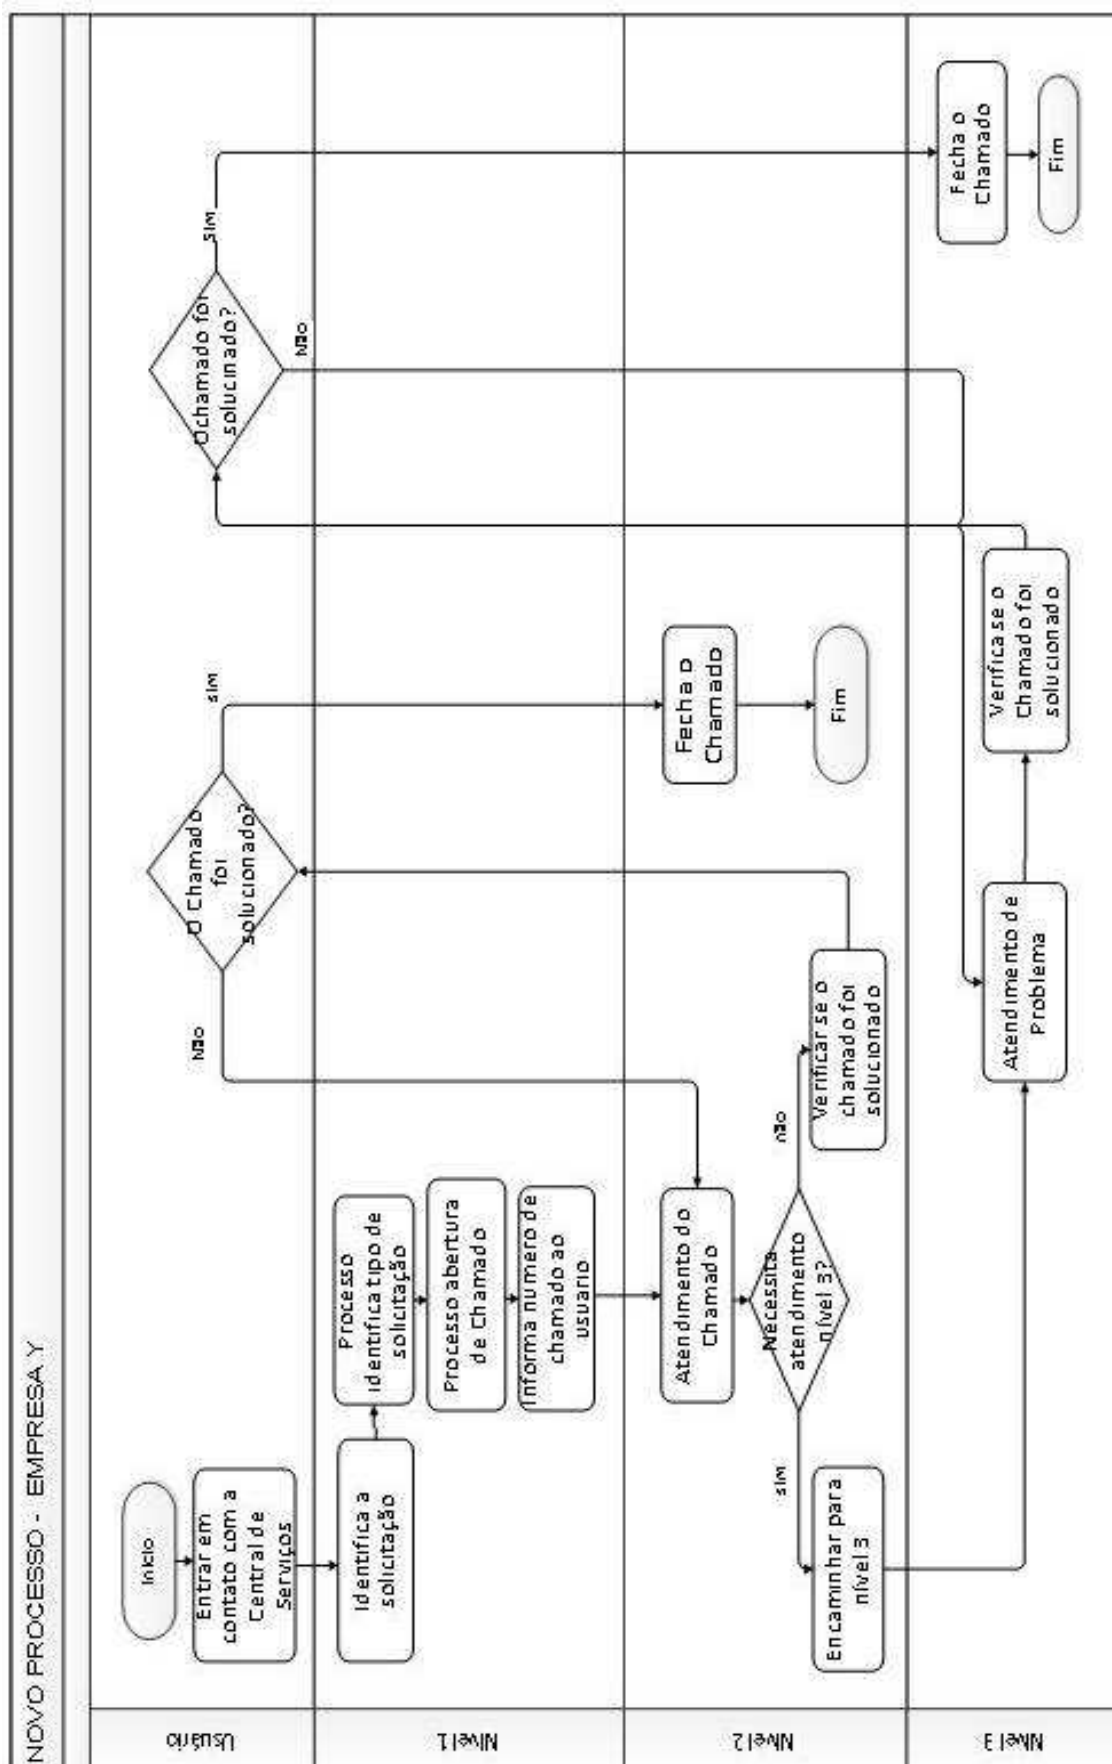 NOVO PROCESSO - EMPRESA Y
Usuário
Início
Entrar em
contato com a
Central de
Serviços
O Chamado
foi
solucionado?
Não
sim
O chamado foi
solucinado?
sim
Não
Nível 1
Identifica a
solicitação
Processo
identifica tipo de
solicitação
Processo abertura
de Chamado
Informa numero de
chamado ao
usuario
Nível 2
Atendimento do
Chamado
Necessita
atendimento
nível 3?
sim
não
Encaminhar para
nível 3
Verificar se o
chamado foi
solucionado
Fecha o
Chamado
Fim
Nível 3
Atendimento de
Problema
Verifica se o
Chamado foi
solucionado
Fecha o
Chamado
Fim